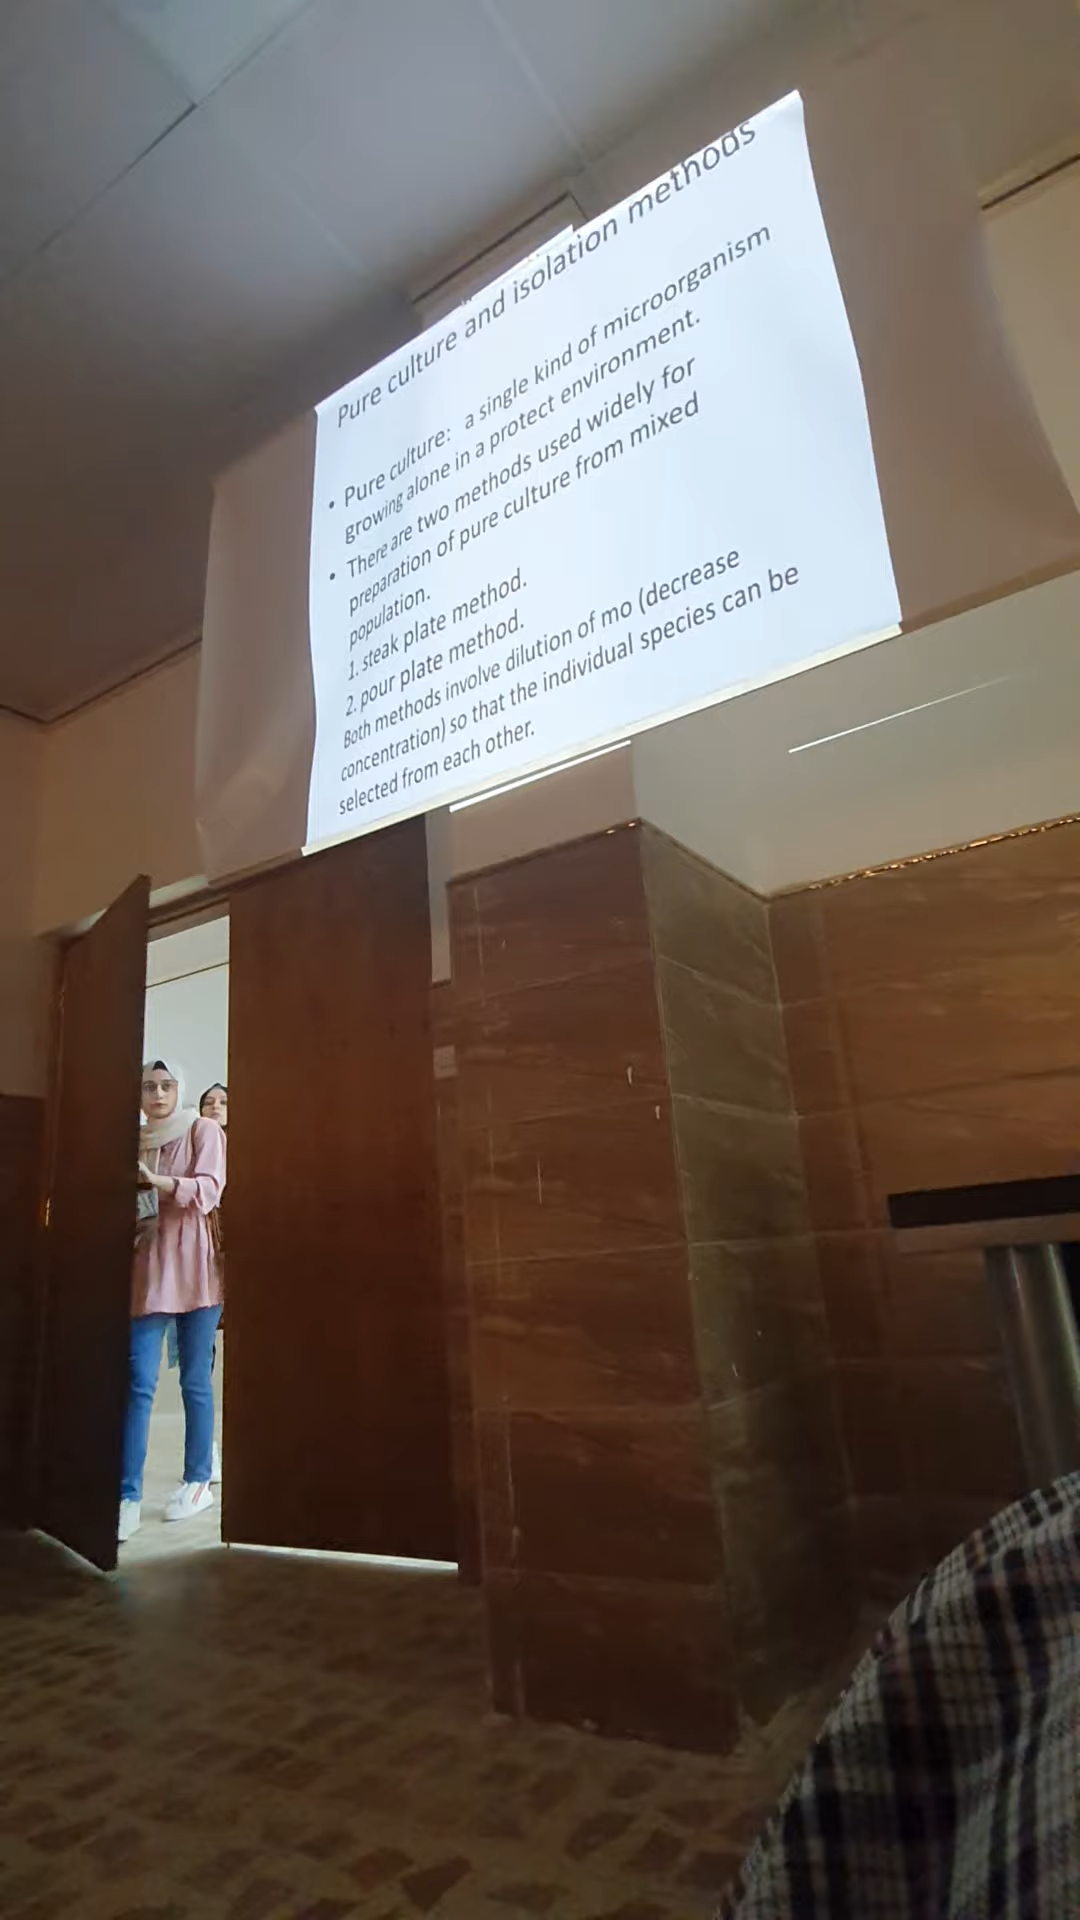 Pure culture and isolation methods
• Pure culture: a single kind of microorganism
growing alone in a protect environment.
• There are two methods used widely for
preparation of pure culture from mixed
population.
1. steak plate method.
2. pour plate method.
Both methods involve dilution of mo (decrease
concentration) so that the individual species can be
selected from each other.